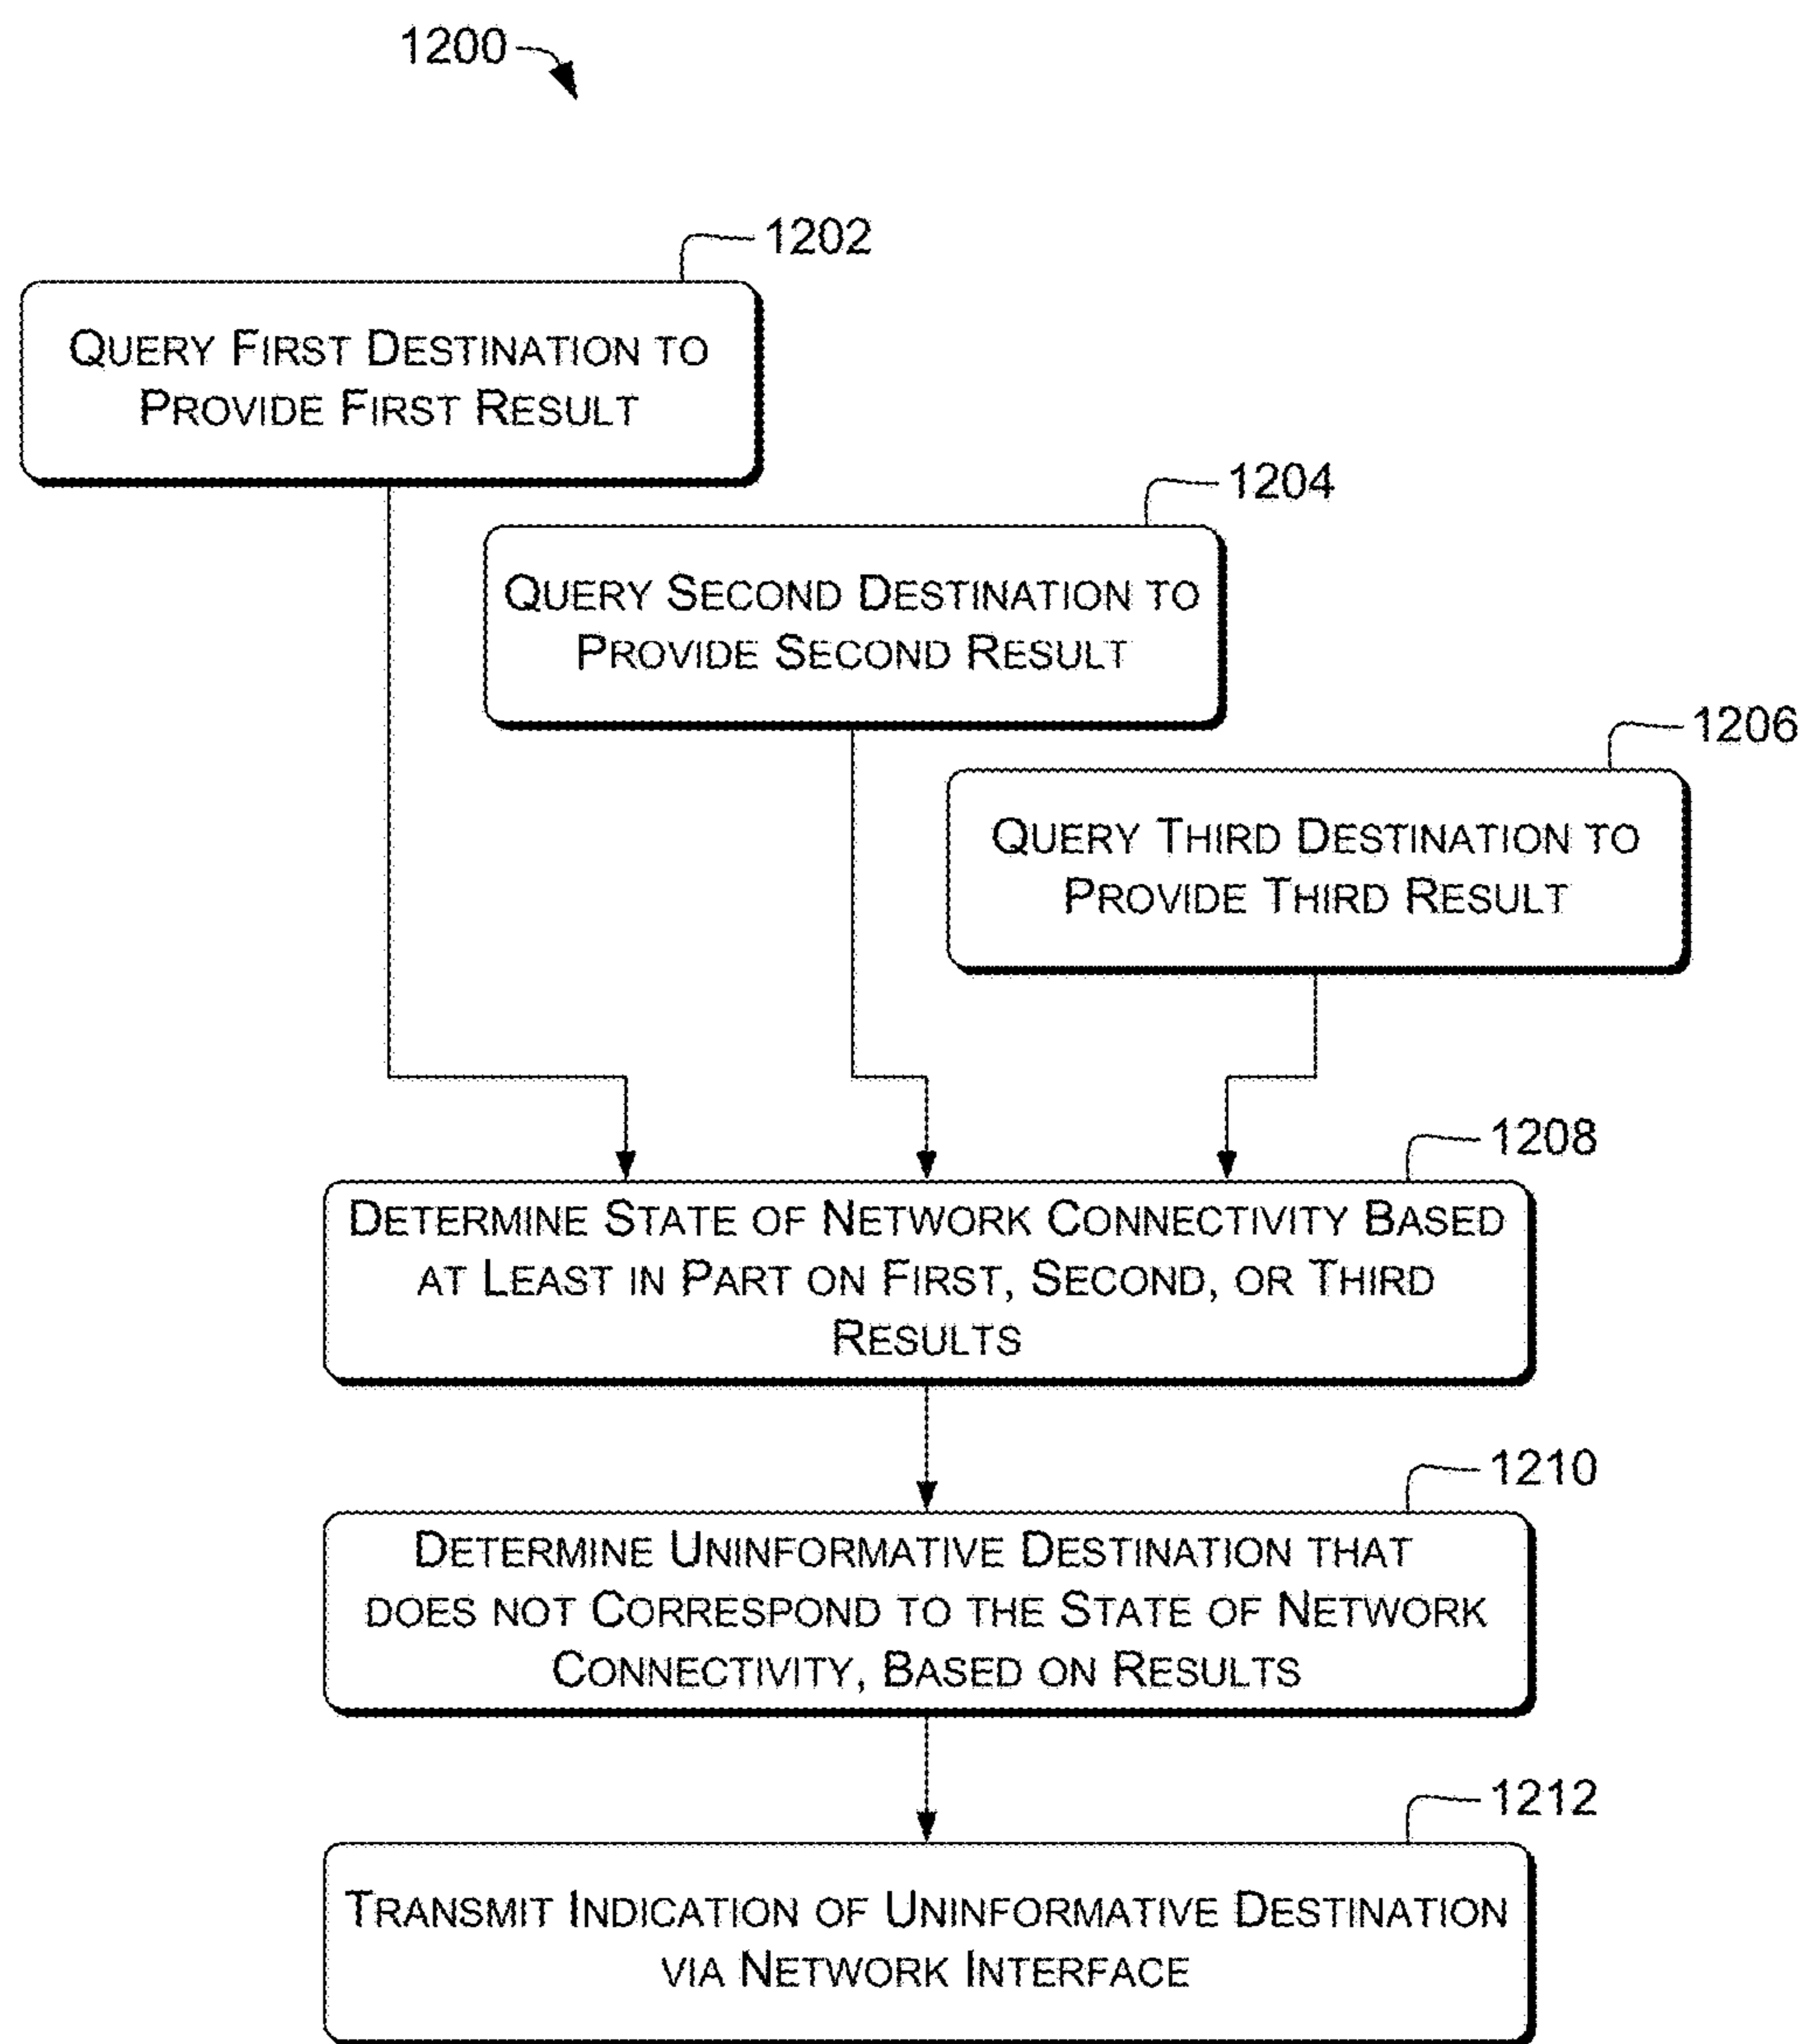 1200
1202
QUERY FIRST DESTINATION TO
PROVIDE FIRST RESULT
1204
QUERY SECOND DESTINATION TO
PROVIDE SECOND RESULT
1206
QUERY THIRD DESTINATION TO
PROVIDE THIRD RESULT
1208
DETERMINE STATE OF NETWORK CONNECTIVITY BASED
AT LEAST IN PART ON FIRST, SECOND, OR THIRD
RESULTS
1210
DETERMINE UNINFORMATIVE DESTINATION THAT
DOES NOT CORRESPOND TO THE STATE OF NETWORK
CONNECTIVITY, BASED ON RESULTS
1212
TRANSMIT INDICATION OF UNINFORMATIVE DESTINATION
VIA NETWORK INTERFACE